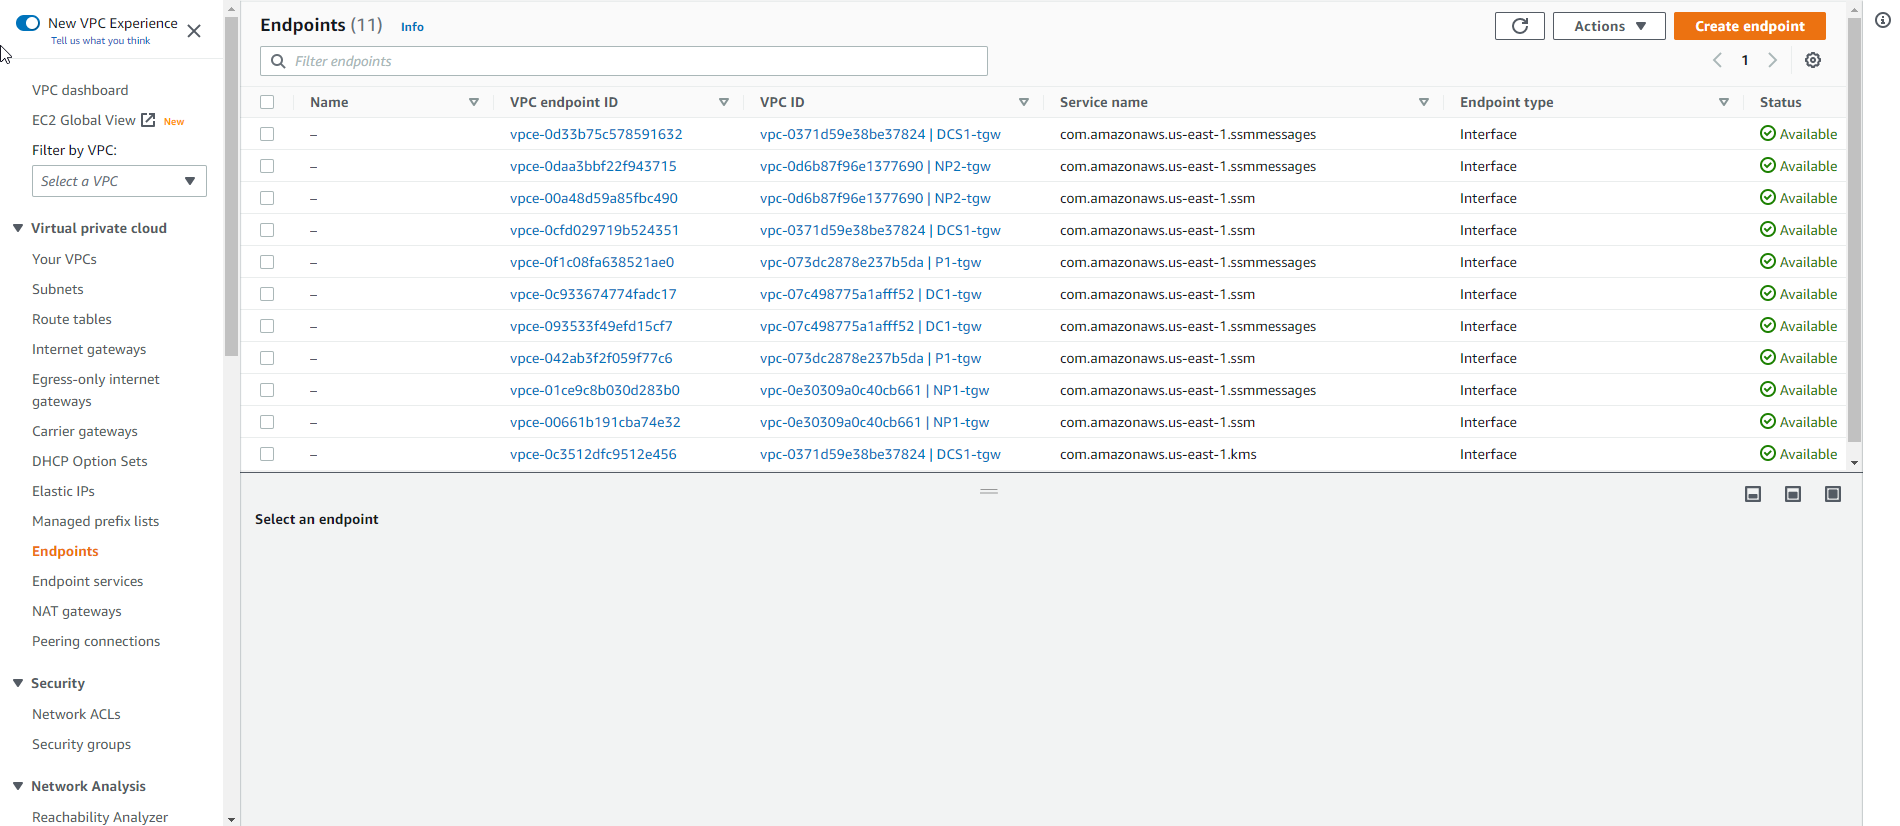 New VPC Experience
Tell us what you think
VPC dashboard
EC2 Global View New
Filter by VPC:
Select a VPC
Virtual private cloud
Your VPCs
Subnets
Route tables
Internet gateways
Egress-only internet
gateways
Carrier gateways
DHCP Option Sets
Elastic IPs
Managed prefix lists
Endpoints
Endpoint services
NAT gateways
Peering connections
Security
Network ACLs
Security groups
Network Analysis
Reachability Analyzer
Endpoints (11) Info
Actions
Create endpoint
Filter endpoints
1
Name VPC endpoint ID VPC ID Service name Endpoint type Status
– vpce-0d33b75c578591632 vpc-0371d59e38be37824 | DCS1-tgw com.amazonaws.us-east-1.ssmmessages Interface Available
– vpce-0daa3bbf22f943715 vpc-0d6b87f96e1377690 | NP2-tgw com.amazonaws.us-east-1.ssmmessages Interface Available
– vpce-00a48d59a85fbc490 vpc-0d6b87f96e1377690 | NP2-tgw com.amazonaws.us-east-1.ssm Interface Available
– vpce-0cfd029719b524351 vpc-0371d59e38be37824 | DCS1-tgw com.amazonaws.us-east-1.ssm Interface Available
– vpce-0f1c08fa638521ae0 vpc-073dc2878e237b5da | P1-tgw com.amazonaws.us-east-1.ssmmessages Interface Available
– vpce-0c933674774fadc17 vpc-07c498775a1afff52 | DC1-tgw com.amazonaws.us-east-1.ssm Interface Available
– vpce-093533f49efd15cf7 vpc-07c498775a1afff52 | DC1-tgw com.amazonaws.us-east-1.ssmmessages Interface Available
– vpce-042ab3f2f059f77c6 vpc-073dc2878e237b5da | P1-tgw com.amazonaws.us-east-1.ssm Interface Available
– vpce-01ce9c8b030d283b0 vpc-0e30309a0c40cb661 | NP1-tgw com.amazonaws.us-east-1.ssmmessages Interface Available
– vpce-00661b191cba74e32 vpc-0e30309a0c40cb661 | NP1-tgw com.amazonaws.us-east-1.ssm Interface Available
– vpce-0c3512dfc9512e456 vpc-0371d59e38be37824 | DCS1-tgw com.amazonaws.us-east-1.kms Interface Available
Select an endpoint